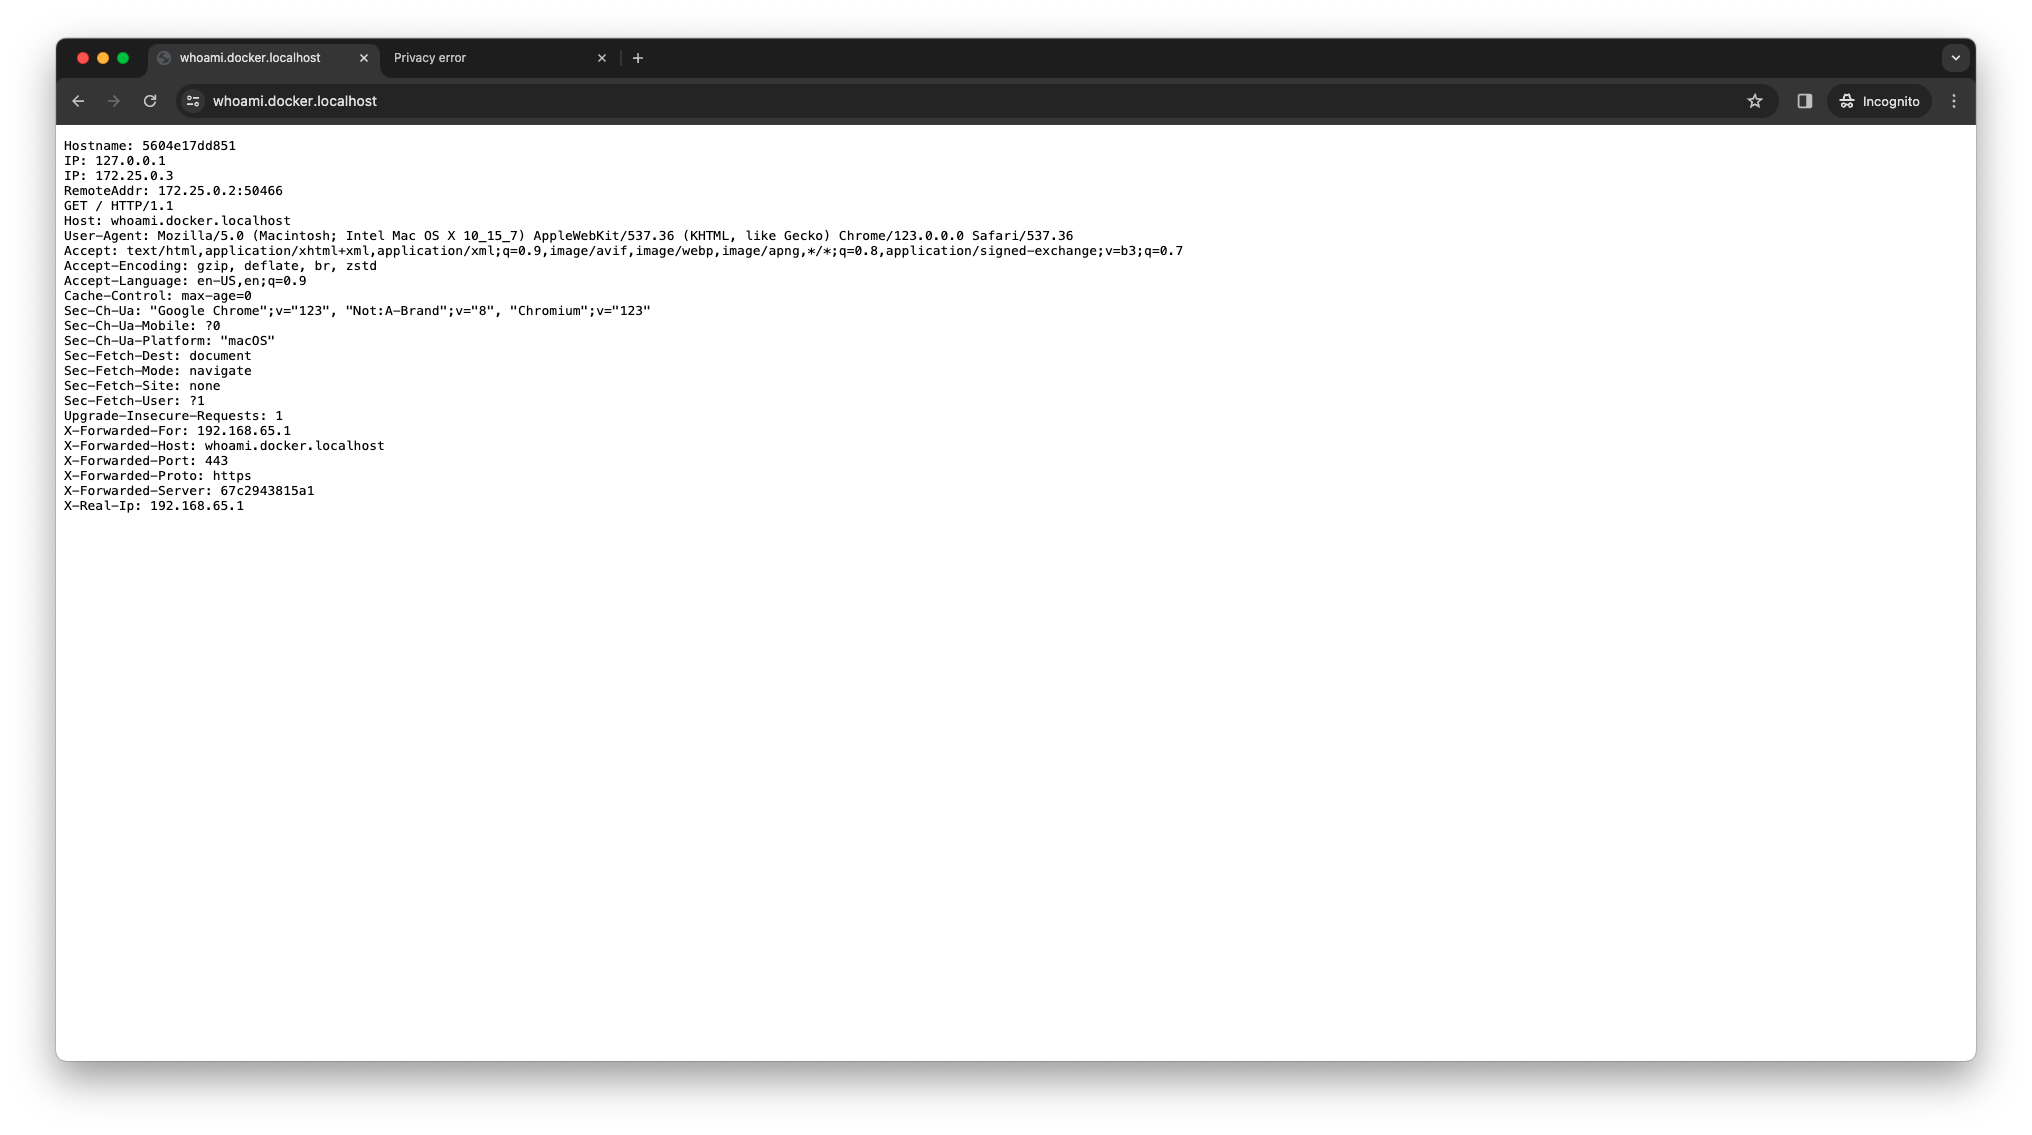 whoami.docker.localhost
Privacy error
whoami.docker.localhost
Incognito
Hostname: 5604e17dd851
IP: 127.0.0.1
IP: 172.25.0.3
RemoteAddr: 172.25.0.2:50466
GET / HTTP/1.1
Host: whoami.docker.localhost
User-Agent: Mozilla/5.0 (Macintosh; Intel Mac OS X 10_15_7) AppleWebKit/537.36 (KHTML, like Gecko) Chrome/123.0.0.0 Safari/537.36
Accept: text/html,application/xhtml+xml,application/xml;q=0.9,image/avif,image/webp,image/apng,*/*;q=0.8,application/signed-exchange;v=b3;q=0.7
Accept-Encoding: gzip, deflate, br, zstd
Accept-Language: en-US,en;q=0.9
Cache-Control: max-age=0
Sec-Ch-Ua: "Google Chrome";v="123", "Not:A-Brand";v="8", "Chromium";v="123"
Sec-Ch-Ua-Mobile: ?0
Sec-Ch-Ua-Platform: "macOS"
Sec-Fetch-Dest: document
Sec-Fetch-Mode: navigate
Sec-Fetch-Site: none
Sec-Fetch-User: ?1
Upgrade-Insecure-Requests: 1
X-Forwarded-For: 192.168.65.1
X-Forwarded-Host: whoami.docker.localhost
X-Forwarded-Port: 443
X-Forwarded-Proto: https
X-Forwarded-Server: 67c2943815a1
X-Real-Ip: 192.168.65.1